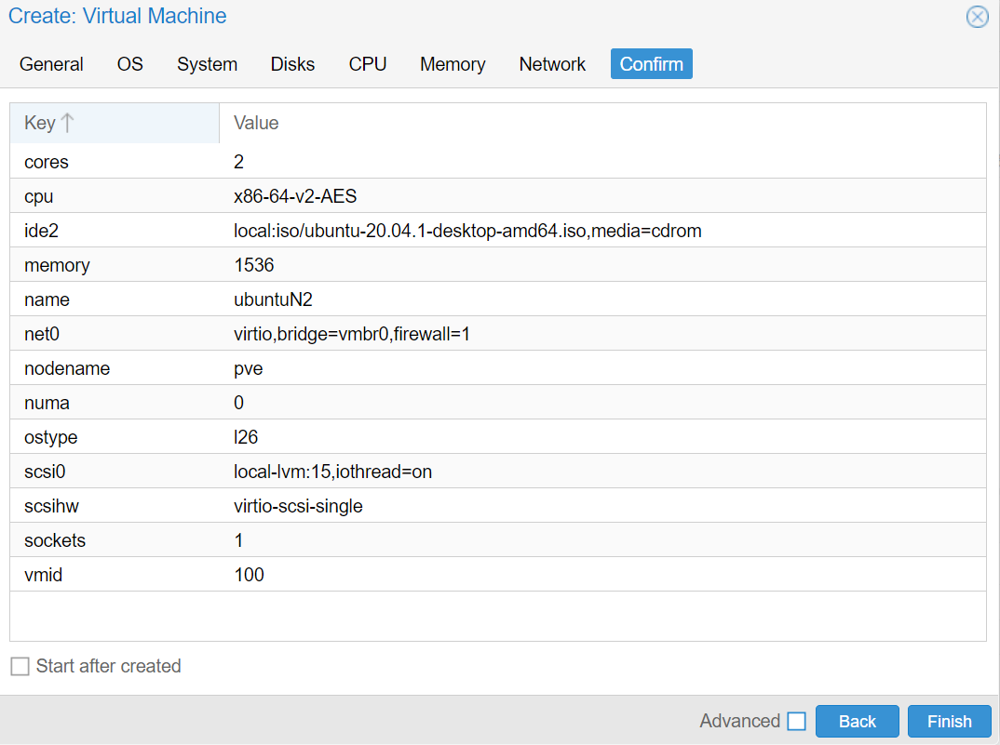 Create: Virtual Machine
General OS System Disks CPU Memory Network Confirm
Key Value
cores 2
cpu x86-64-v2-AES
ide2 local:iso/ubuntu-20.04.1-desktop-amd64.iso,media=cdrom
memory 1536
name ubuntuN2
net0 virtio,bridge=vmbr0,firewall=1
nodename pve
numa 0
ostype l26
scsi0 local-lvm:15,iothread=on
scsihw virtio-scsi-single
sockets 1
vmid 100
Start after created
Advanced Back Finish